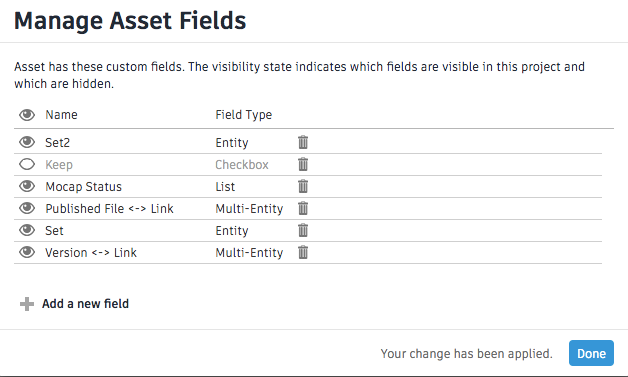 Manage Asset Fields
Asset has these custom fields. The visibility state indicates which fields are visible in this project and
which are hidden.
Name Field Type
Set2 Entity
Keep Checkbox
Mocap Status List
Published File <-> Link Multi-Entity
Set Entity
Version <-> Link Multi-Entity
Add a new field
Your change has been applied. Done